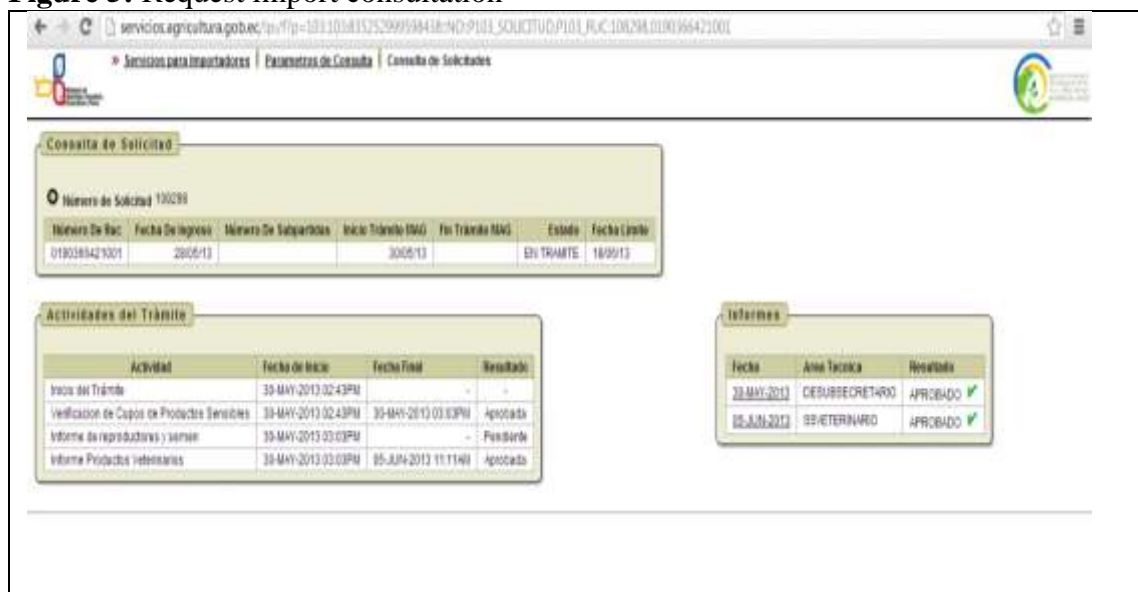 Figure 3: Request import consultation
servicios.agricultura.gob.ec
» Servicios para Importadores | Parametros de Consulta | Consulta de Solicitudes
Consulta de Solicitud
Número de Solicitud
Número De Ruc Fecha De Ingreso Número De Subpartidas Inicio Trámite MAG Fin Trámite MAG Estado Fecha Límite
28/05/13 30/05/13 EN TRAMITE
Actividades del Trámite
Actividad Fecha de Inicio Fecha Final Resultado
Inicio del Trámite 30-MAY-2013 02:43PM - -
Verificacion de Cupos de Productos Sensibles 30-MAY-2013 02:43PM 30-MAY-2013 03:03PM Aprobada
Informe de reproductores y semen 30-MAY-2013 03:03PM - Pendiente
Informe Productos Veterinarios 30-MAY-2013 03:03PM 05-JUN-2013 11:11AM Aprobada
Informes
Fecha Area Tecnica Resultado
30-MAY-2013 DESUBSECRETARIO APROBADO
05-JUN-2013 APROBADO